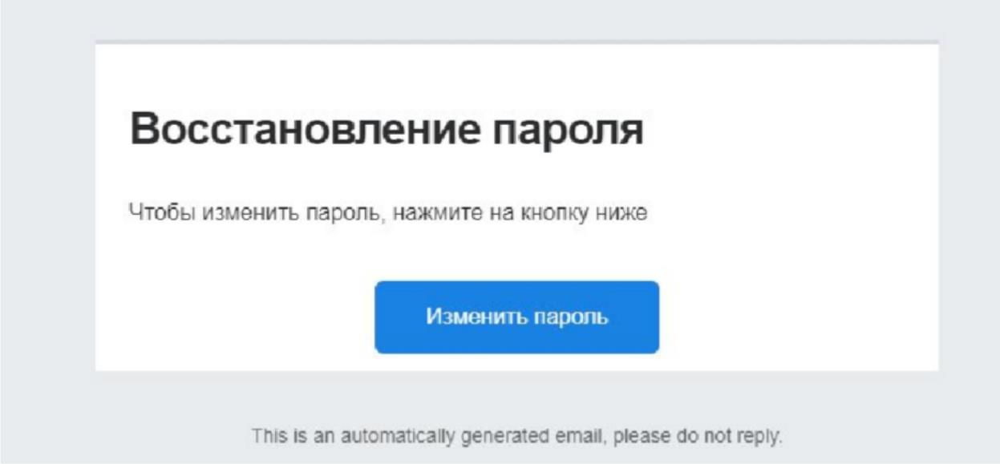 Восстановление пароля
Чтобы изменить пароль, нажмите на кнопку ниже
Изменить пароль
This is an automatically generated email, please do not reply.